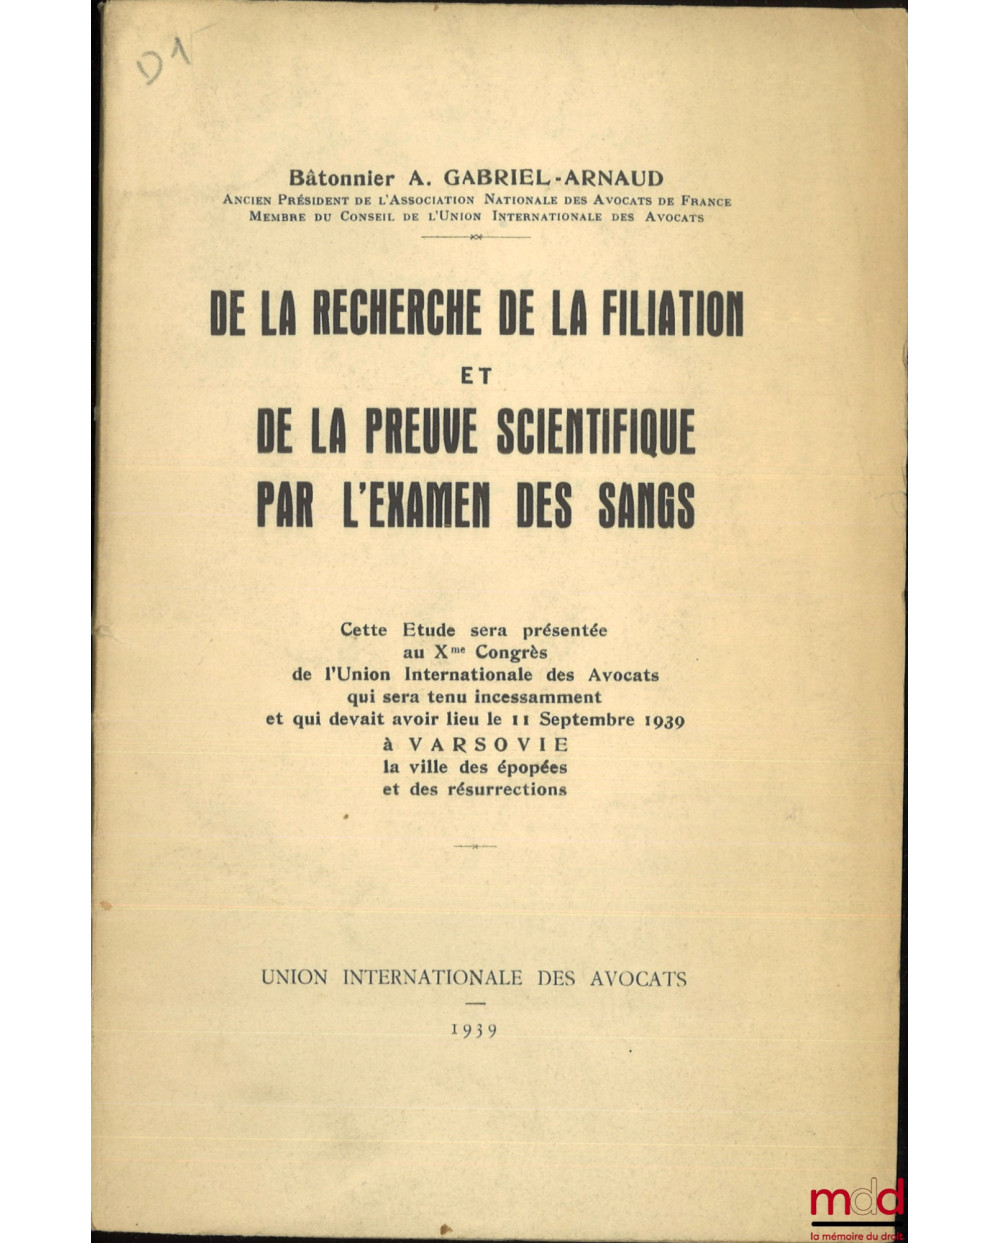 D1
Bâtonnier A. GABRIEL-ARNAUD
ANCIEN PRÉSIDENT DE L'ASSOCIATION NATIONALE DES AVOCATS DE FRANCE
MEMBRE DU CONSEIL DE L'UNION INTERNATIONALE DES AVOCATS
DE LA RECHERCHE DE LA FILIATION
ET
DE LA PREUVE SCIENTIFIQUE
PAR L'EXAMEN DES SANGS
Cette Etude sera présentée
au Xme Congrès
de l'Union Internationale des Avocats
qui sera tenu incessamment
et qui devait avoir lieu le 11 Septembre 1939
à VARSOVIE
la ville des épopées
et des résurrections
UNION INTERNATIONALE DES AVOCATS
1939
mdd
la mémoire du droit